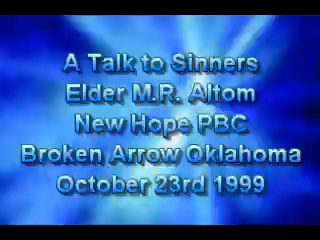 A Talk to Sinners
Elder M.R. Altom
New Hope PBC
Broken Arrow Oklahoma
October 23rd 1999